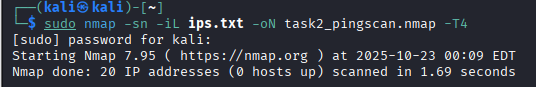 (kali㉿kali)-[~]
$ sudo nmap -sn -iL ips.txt -oN task2_pingscan.nmap -T4
[sudo] password for kali:
Starting Nmap 7.95 ( https://nmap.org ) at 2025-10-23 00:09 EDT
Nmap done: 20 IP addresses (0 hosts up) scanned in 1.69 seconds